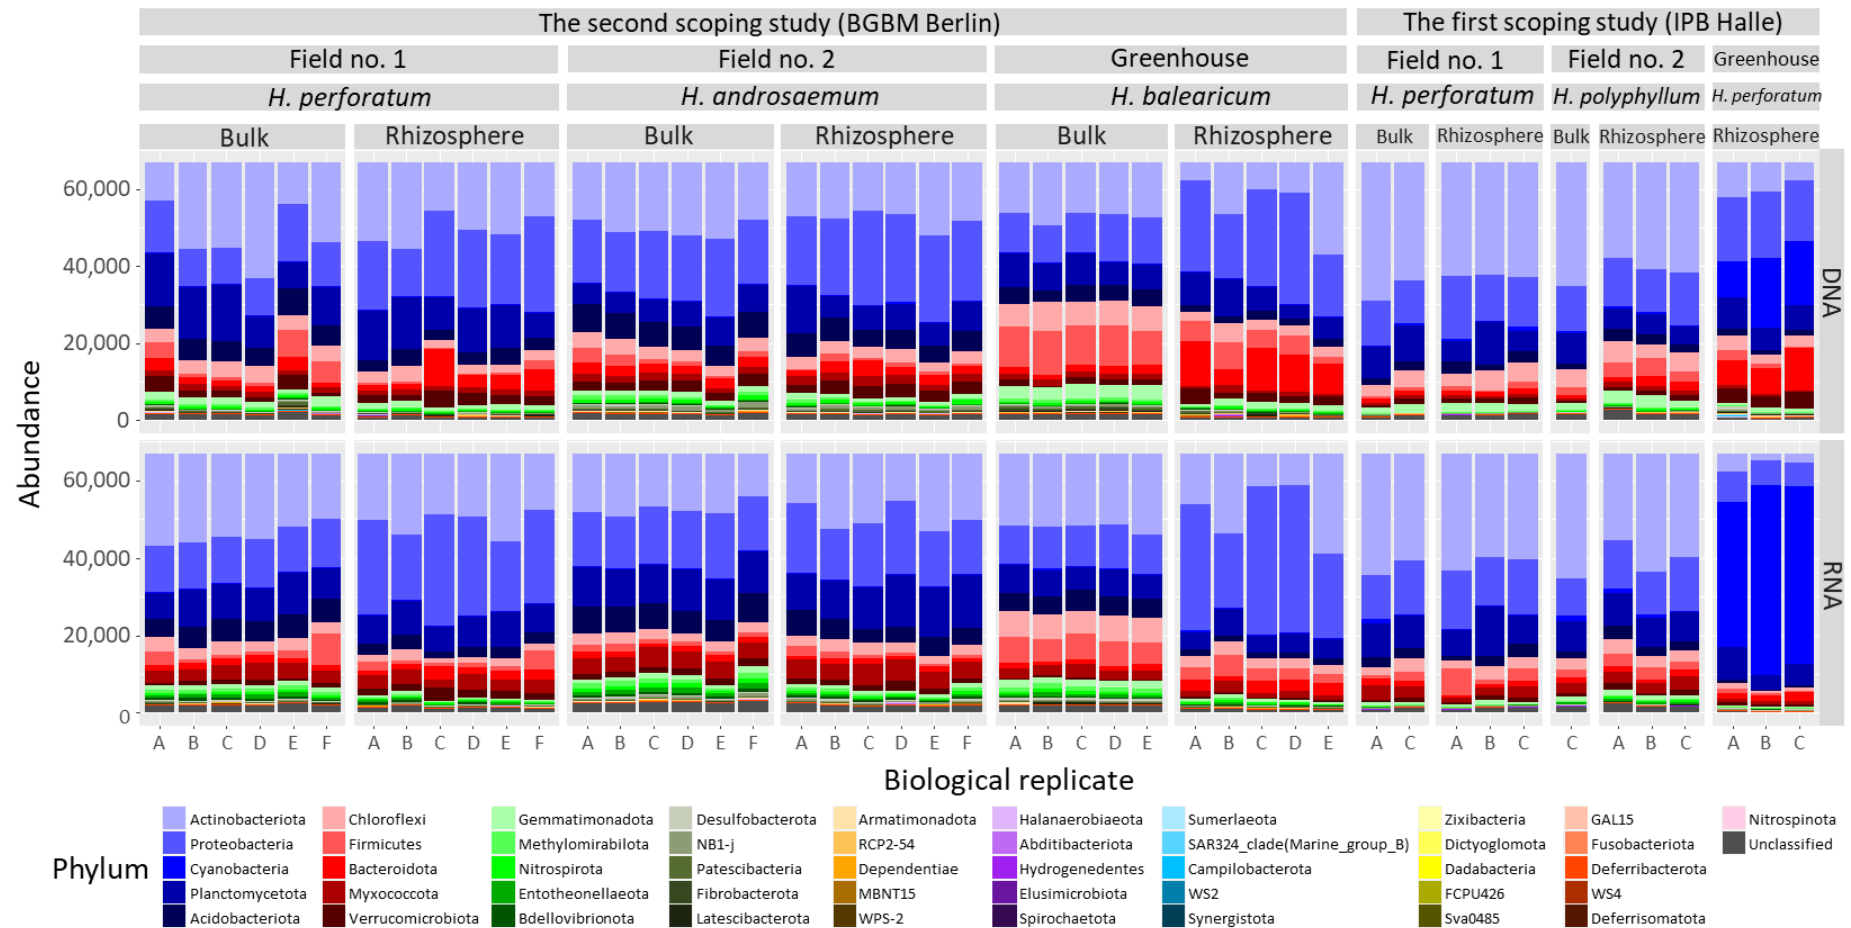 The second scoping study (BGBM Berlin) The first scoping study (IPB Halle)
Field no. 1 Field no. 2 Greenhouse Field no. 1 Field no. 2 Greenhouse
H. perforatum H. androsaemum H. balearicum H. perforatum H. polyphyllum H. perforatum
Bulk Rhizosphere Bulk Rhizosphere Bulk Rhizosphere Bulk Rhizosphere Bulk Rhizosphere Rhizosphere
60,000
40,000
20,000
0
DNA
Abundance
60,000
40,000
20,000
0
RNA
A B C D E F A B C D E F A B C D E F A B C D E F A B C D E A B C D E A C A B C C A B C A B C
Biological replicate
Phylum
Actinobacteriota Chloroflexi Gemmatimonadota Desulfobacterota Armatimonadota Halanaerobiaeota Sumerlaeota Zixibacteria GAL15 Nitrospinota
Proteobacteria Firmicutes Methylomirabilota NB1-j RCP2-54 Abditibacteriota SAR324_clade(Marine_group_B) Dictyoglomota Fusobacteriota Unclassified
Cyanobacteria Bacteroidota Nitrospirota Patescibacteria Dependentiae Hydrogenedentes Campilobacterota Dadabacteria Deferribacterota
Planctomycetota Myxococcota Entotheonellaeota Fibrobacterota MBNT15 Elusimicrobiota WS2 FCPU426 WS4
Acidobacteriota Verrucomicrobiota Bdellovibrionota Latescibacterota WPS-2 Spirochaetota Synergistota Sva0485 Deferrisomatota